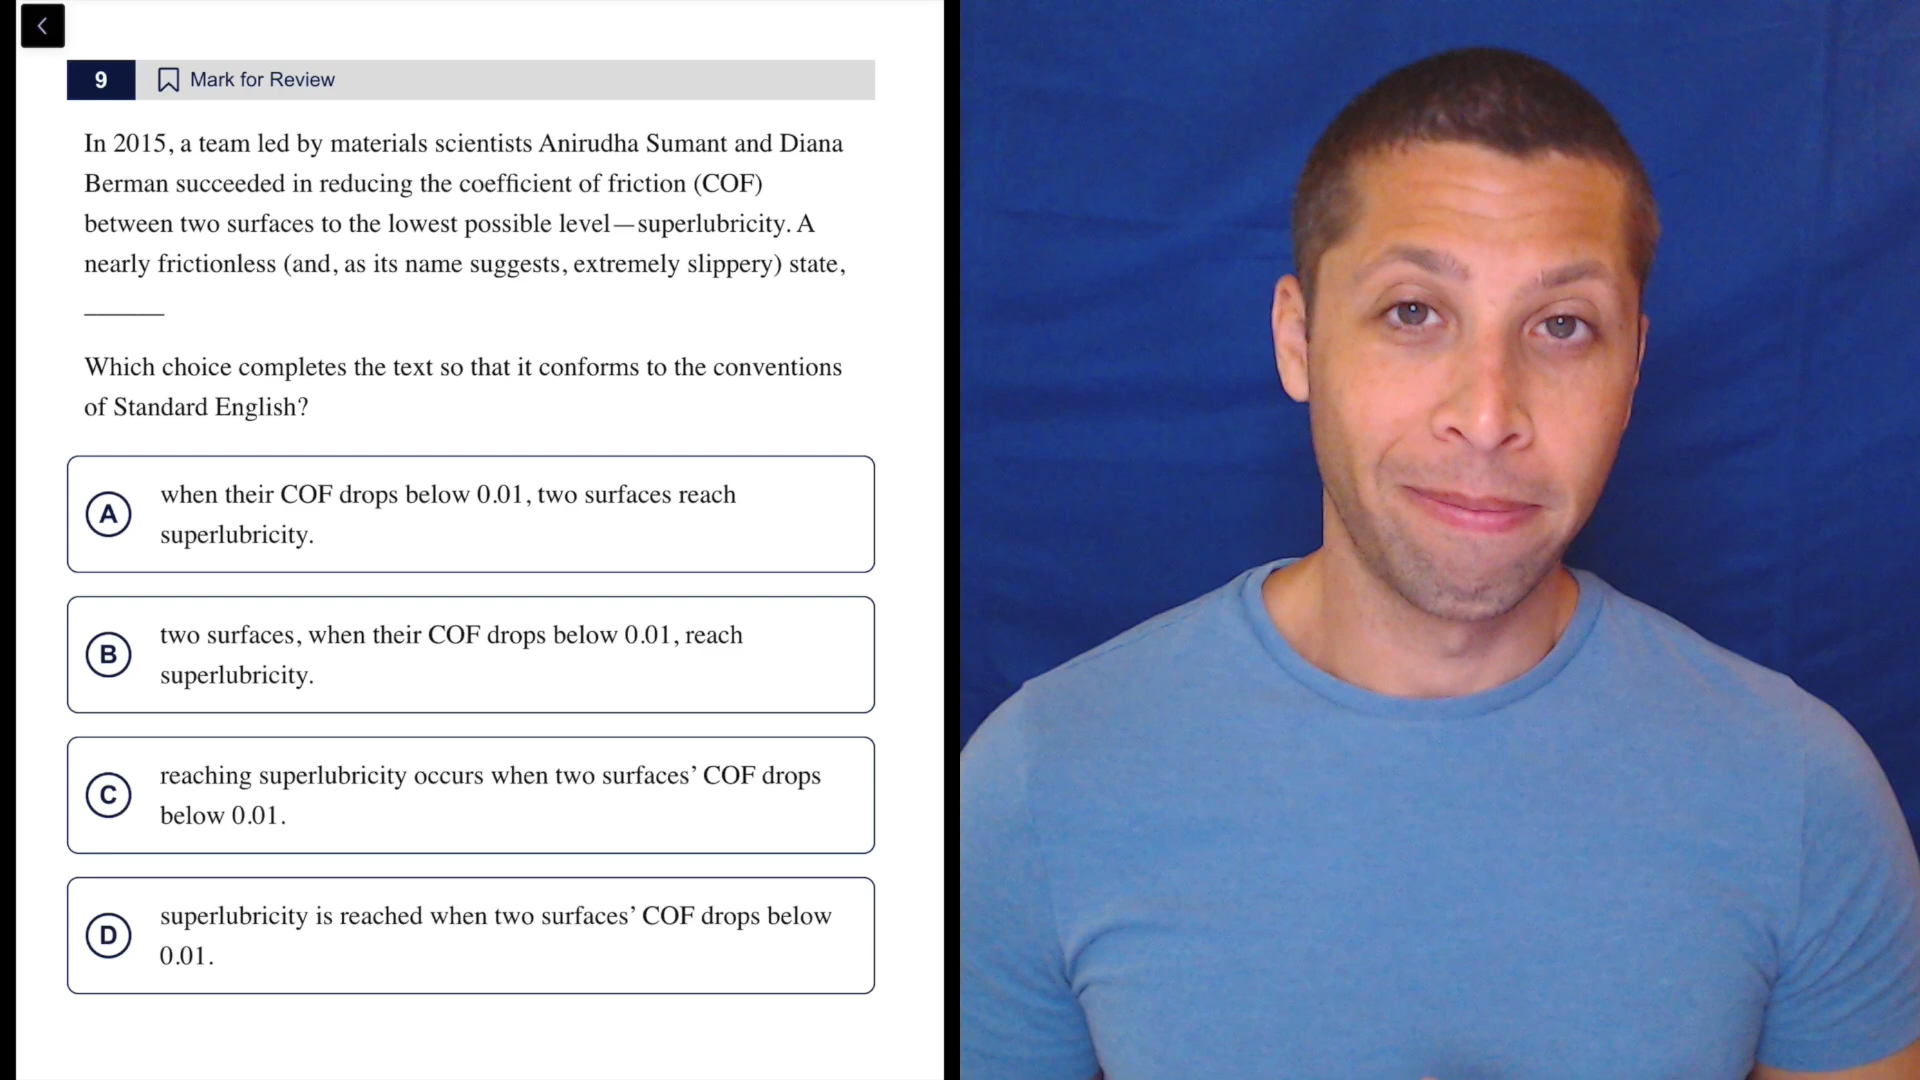 9
Mark for Review
In 2015, a team led by materials scientists Anirudha Sumant and Diana
Berman succeeded in reducing the coefficient of friction (COF)
between two surfaces to the lowest possible level—superlubricity. A
nearly frictionless (and, as its name suggests, extremely slippery) state,
______
Which choice completes the text so that it conforms to the conventions
of Standard English?
A
when their COF drops below 0.01, two surfaces reach
superlubricity.
B
two surfaces, when their COF drops below 0.01, reach
superlubricity.
C
reaching superlubricity occurs when two surfaces’ COF drops
below 0.01.
D
superlubricity is reached when two surfaces’ COF drops below
0.01.